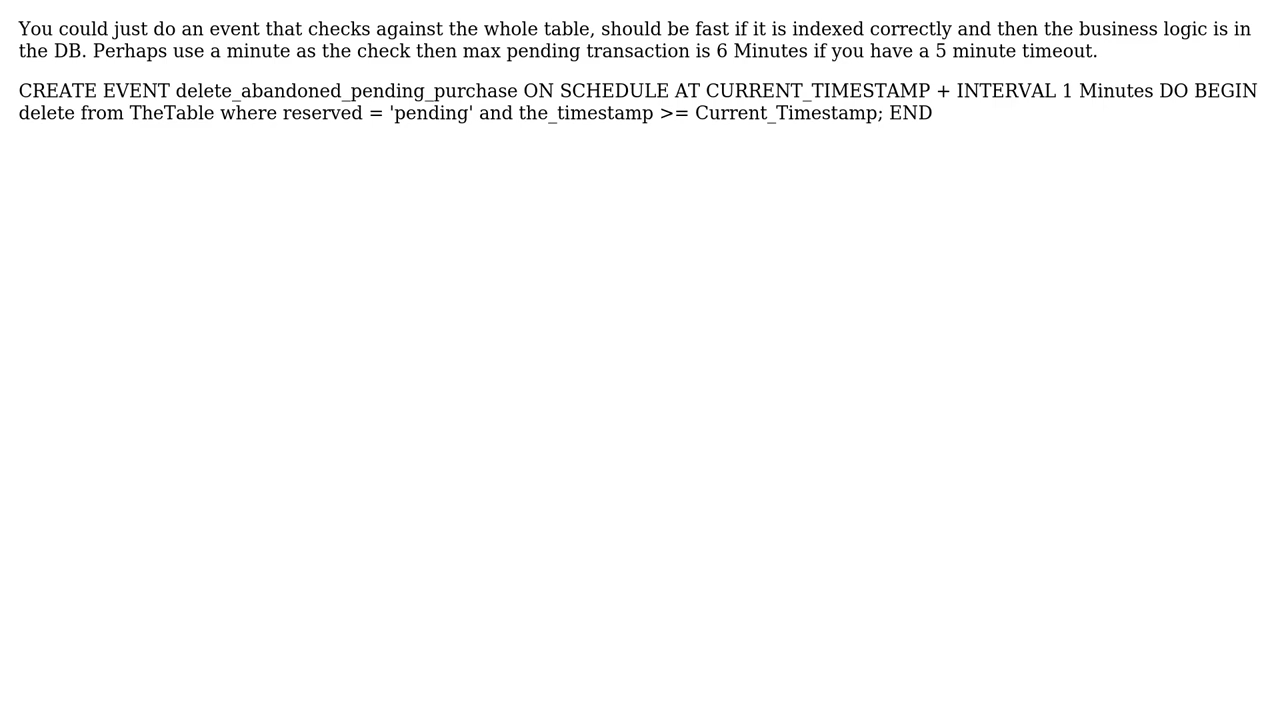 You could just do an event that checks against the whole table, should be fast if it is indexed correctly and then the business logic is in
the DB. Perhaps use a minute as the check then max pending transaction is 6 Minutes if you have a 5 minute timeout.
CREATE EVENT delete_abandoned_pending_purchase ON SCHEDULE AT CURRENT_TIMESTAMP + INTERVAL 1 Minutes DO BEGIN
delete from TheTable where reserved = 'pending' and the_timestamp >= Current_Timestamp; END